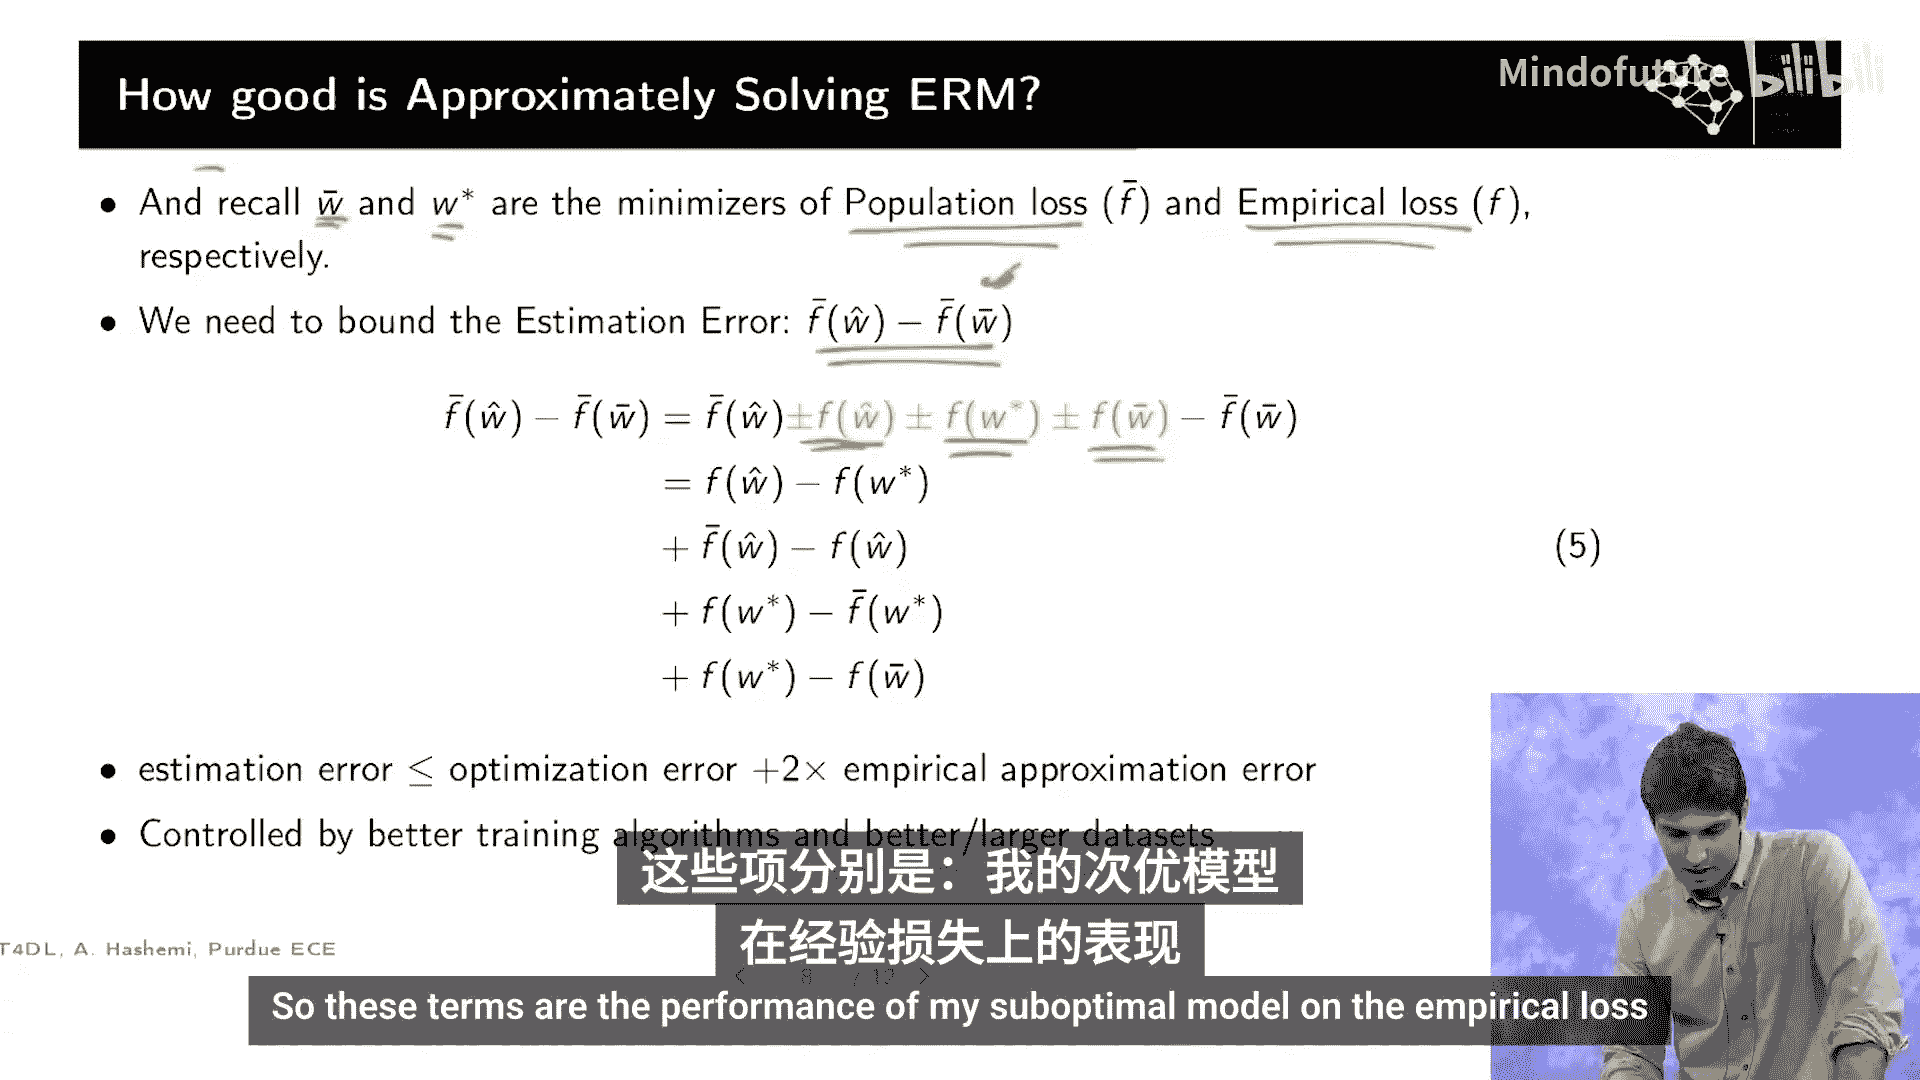 How good is Approximately Solving ERM?
Mindofuture
bilibili
• And recall w̄ and w* are the minimizers of Population loss (f̄) and Empirical loss (f),
respectively.
• We need to bound the Estimation Error: f̄(ŵ) − f̄(w̄)
f̄(ŵ) − f̄(w̄) = f̄(ŵ)±f(ŵ) ± f(w*) ± f(w̄) − f̄(w̄)
= f(ŵ) − f(w*)
+ f̄(ŵ) − f(ŵ)
(5)
+ f(w*) − f̄(w*)
+ f(w*) − f(w̄)
• estimation error ≤ optimization error +2× empirical approximation error
• Controlled by better training algorithms and better/larger datasets
这些项分别是：我的次优模型
在经验损失上的表现
T4DL, A. Hashemi, Purdue ECE
8 / 12
So these terms are the performance of my suboptimal model on the empirical loss